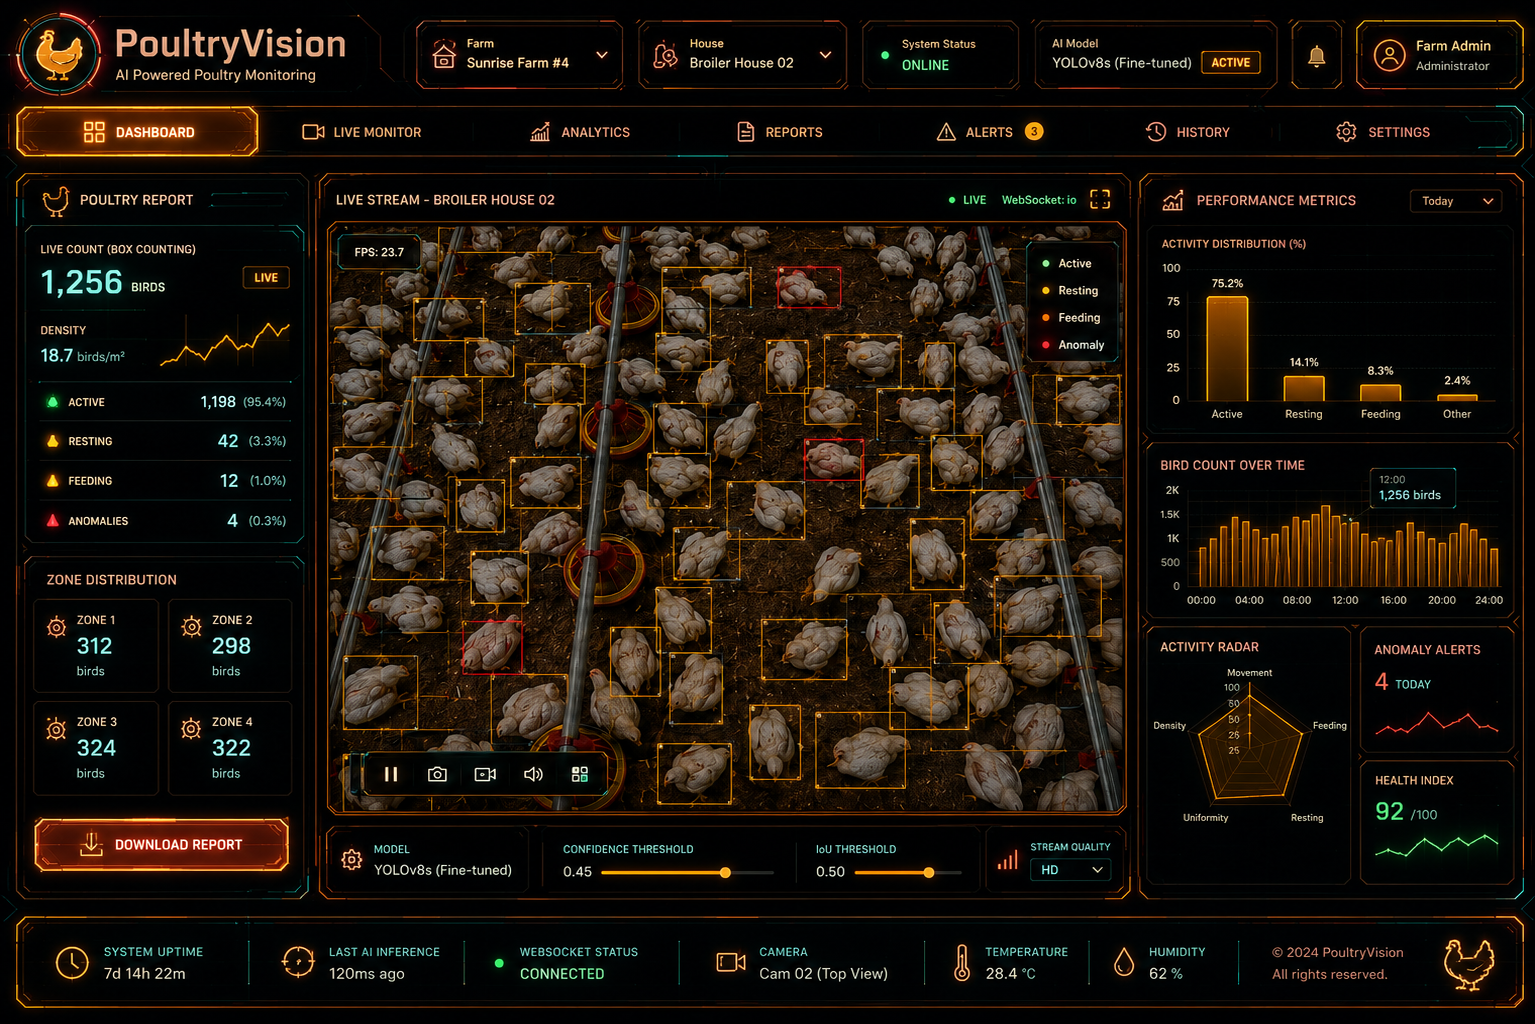 PoultryVision
AI Powered Poultry Monitoring
Farm
Sunrise Farm #4
House
Broiler House 02
System Status
ONLINE
AI Model
YOLOv8s (Fine-tuned)
ACTIVE
Farm Admin
Administrator
DASHBOARD
LIVE MONITOR
ANALYTICS
REPORTS
ALERTS
3
HISTORY
SETTINGS
POULTRY REPORT
LIVE COUNT (BOX COUNTING)
1,256 BIRDS
LIVE
DENSITY
18.7 birds/m²
ACTIVE 1,198 (95.4%)
RESTING 42 (3.3%)
FEEDING 12 (1.0%)
ANOMALIES 4 (0.3%)
ZONE DISTRIBUTION
ZONE 1
312
birds
ZONE 2
298
birds
ZONE 3
324
birds
ZONE 4
322
birds
DOWNLOAD REPORT
LIVE STREAM - BROILER HOUSE 02
LIVE
WebSocket: io
FPS: 23.7
Active
Resting
Feeding
Anomaly
MODEL
YOLOv8s (Fine-tuned)
CONFIDENCE THRESHOLD
0.45
IoU THRESHOLD
0.50
STREAM QUALITY
HD
PERFORMANCE METRICS
Today
ACTIVITY DISTRIBUTION (%)
100
75
50
25
0
75.2%
14.1%
8.3%
2.4%
Active
Resting
Feeding
Other
BIRD COUNT OVER TIME
12:00
1,256 birds
2K
1.5K
1K
500
0
00:00
04:00
08:00
12:00
16:00
20:00
24:00
ACTIVITY RADAR
Movement
100
50
26
25
Density
Feeding
Uniformity
Resting
ANOMALY ALERTS
4 TODAY
HEALTH INDEX
92 /100
SYSTEM UPTIME
7d 14h 22m
LAST AI INFERENCE
120ms ago
WEBSOCKET STATUS
CONNECTED
CAMERA
Cam 02 (Top View)
TEMPERATURE
28.4 °C
HUMIDITY
62 %
© 2024 PoultryVision
All rights reserved.